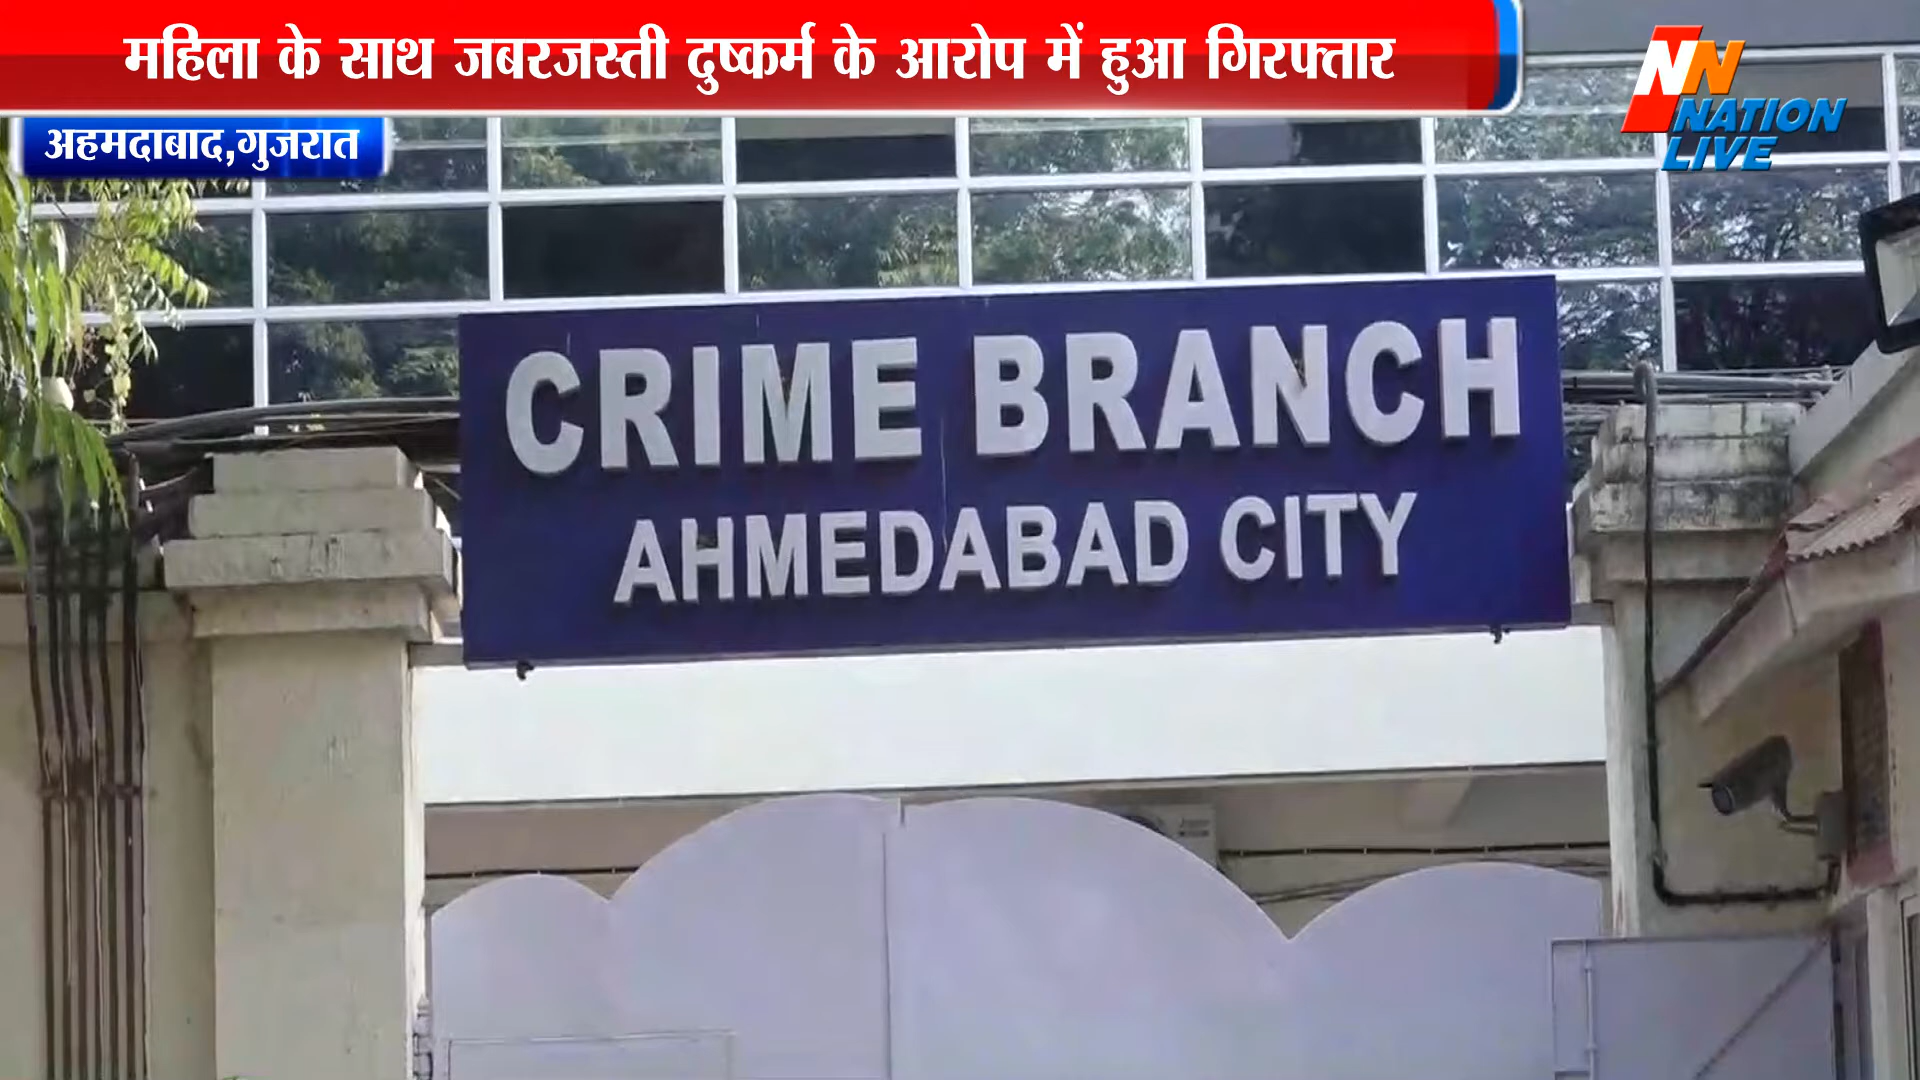 महिला के साथ जबरजस्ती दुष्कर्म के आरोप में हुआ गिरफ्तार
NN
NATION
LIVE
अहमदाबाद,गुजरात
CRIME BRANCH
AHMEDABAD CITY